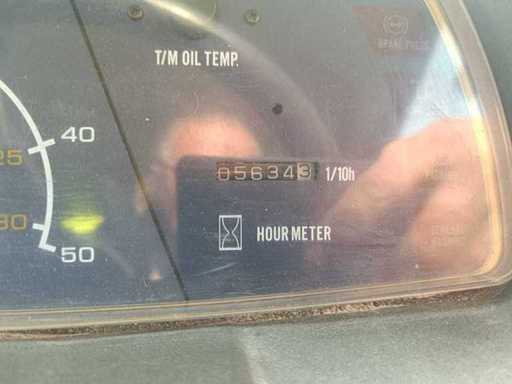 T/M OIL TEMP.
40
25
056343 1/10h
30
50
HOUR METER